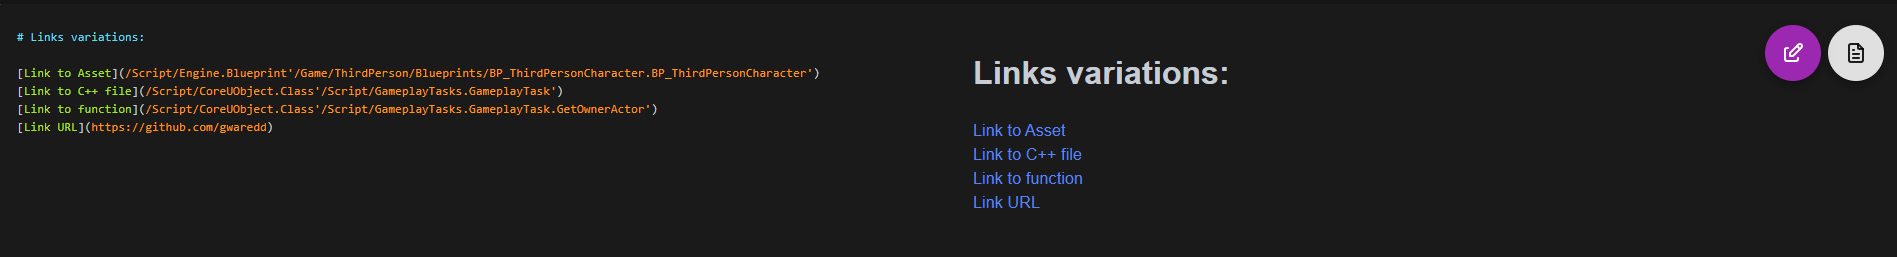 # Links variations:
[Link to Asset](/Script/Engine.Blueprint'/Game/ThirdPerson/Blueprints/BP_ThirdPersonCharacter.BP_ThirdPersonCharacter')
[Link to C++ file](/Script/CoreUObject.Class'/Script/GameplayTasks.GameplayTask')
[Link to function](/Script/CoreUObject.Class'/Script/GameplayTasks.GameplayTask.GetOwnerActor')
[Link URL](https://github.com/gwaredd)
Links variations:
Link to Asset
Link to C++ file
Link to function
Link URL